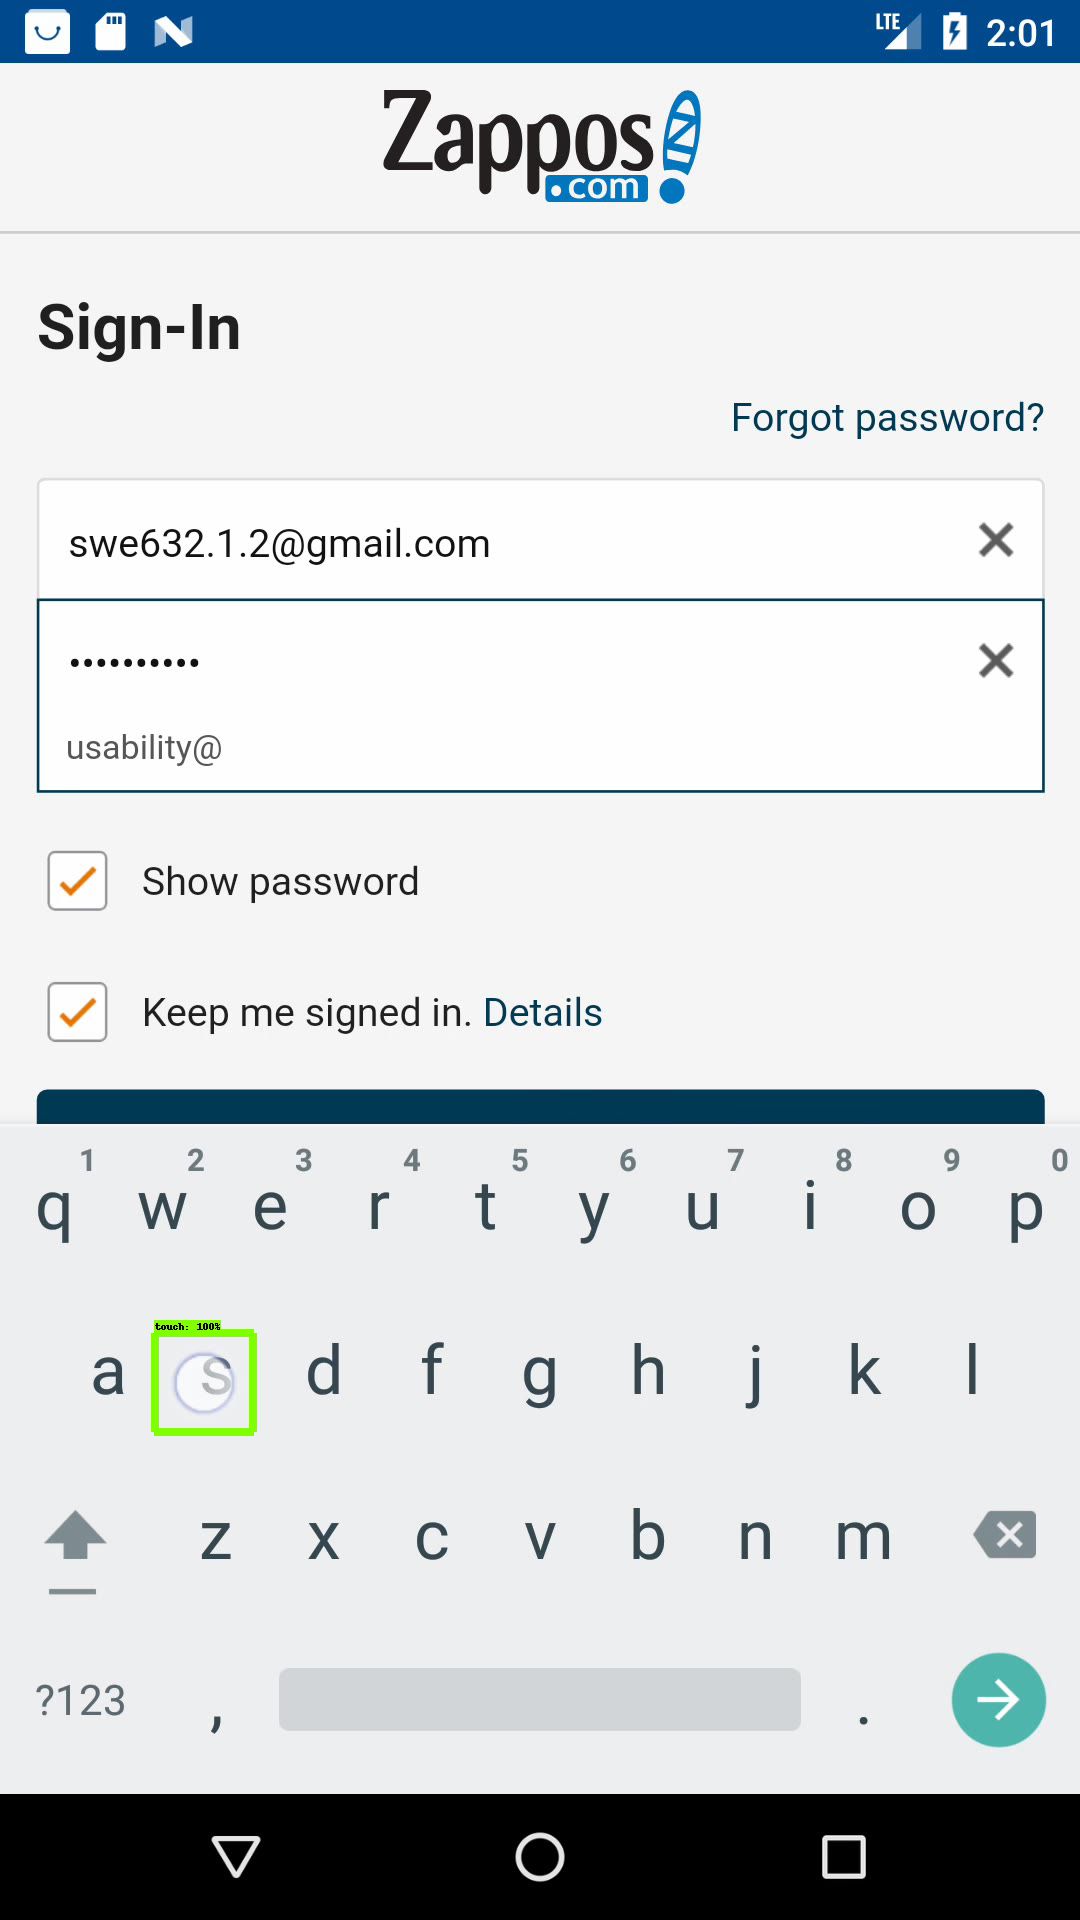 LTE 2:01
Zappos
.com
Sign-In
Forgot password?
swe632.1.2@gmail.com
••••••••••
usability@
Show password
Keep me signed in. Details
1 2 3 4 5 6 7 8 9 0
q w e r t y u i o p
touch: 100%
a s d f g h j k l
z x c v b n m
?123 , .